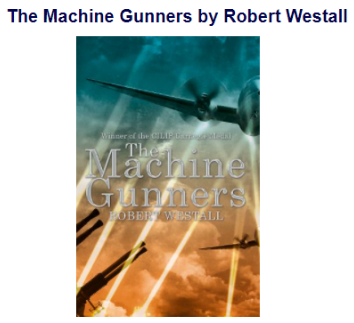 The Machine Gunners by Robert Westall
Winner of the
The
Machine
Gunners
ROBERT WESTALL